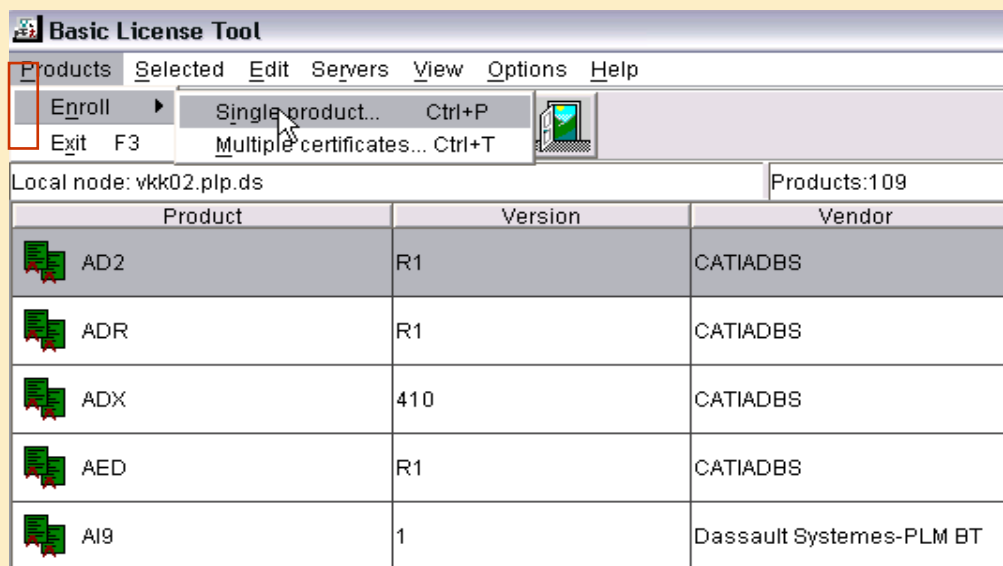 Basic License Tool
Products Selected Edit Servers View Options Help
Enroll
Single product... Ctrl+P
Exit F3
Multiple certificates... Ctrl+T
Local node: vkk02.plp.ds Products:109
Product Version Vendor
AD2 R1 CATIADBS
ADR R1 CATIADBS
ADX 410 CATIADBS
AED R1 CATIADBS
AI9 1 Dassault Systemes-PLM BT